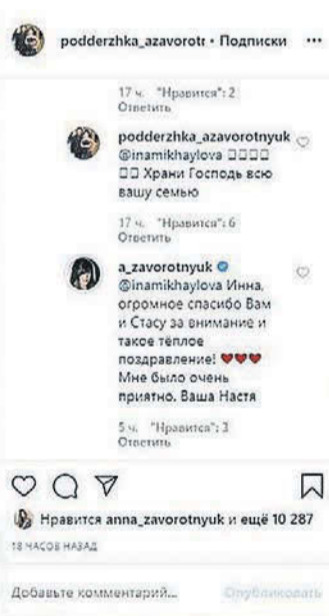 podderzhka_azavorotr • Подписки •••
17 ч. "Нравится": 2
Ответить
podderzhka_azavorotnyuk
@inamikhaylova □□□□
□□ Храни Господь всю
вашу семью
17 ч. "Нравится": 6
Ответить
a_zavorotnyuk
@inamikhaylova Инна,
огромное спасибо Вам
и Стасу за внимание и
такое тёплое
поздравление! ❤❤❤
Мне было очень
приятно. Ваша Настя
5 ч. "Нравится": 3
Ответить
Нравится anna_zavorotnyuk и ещё 10 287
18 ЧАСОВ НАЗАД
Добавьте комментарий... Опубликовать